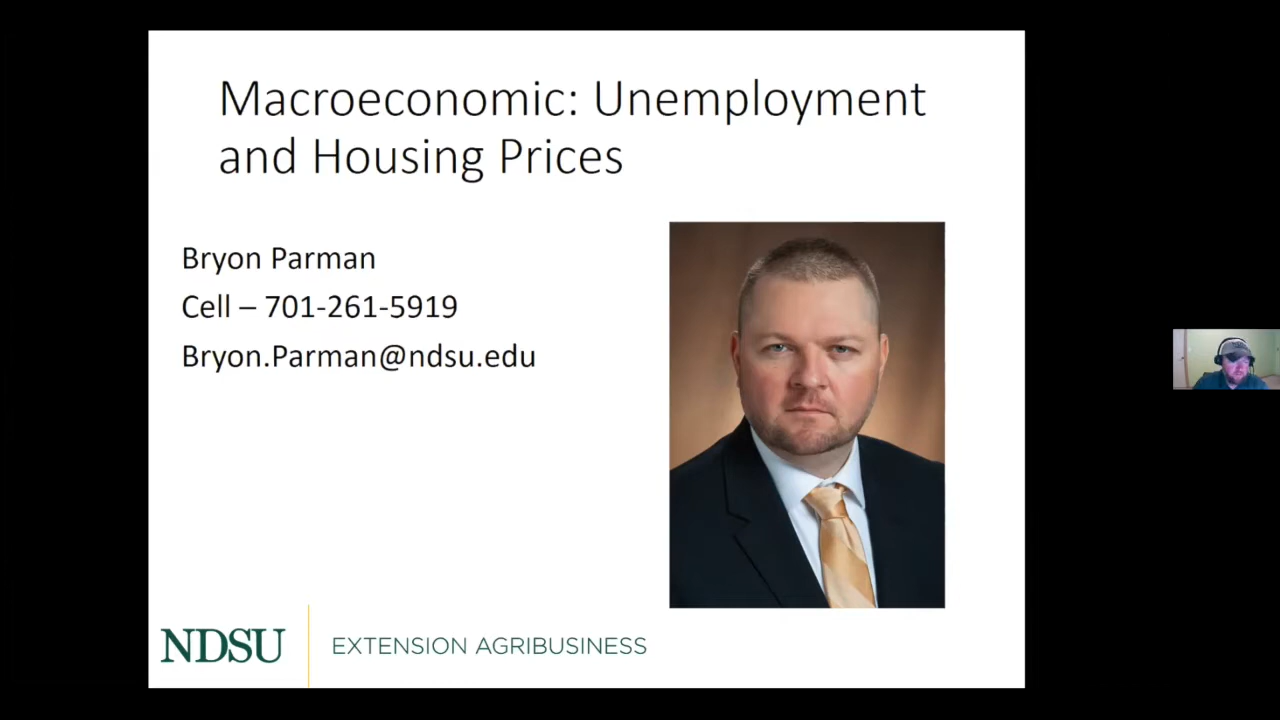 Macroeconomic: Unemployment
and Housing Prices
Bryon Parman
Cell – 701-261-5919
Bryon.Parman@ndsu.edu
NDSU
EXTENSION AGRIBUSINESS